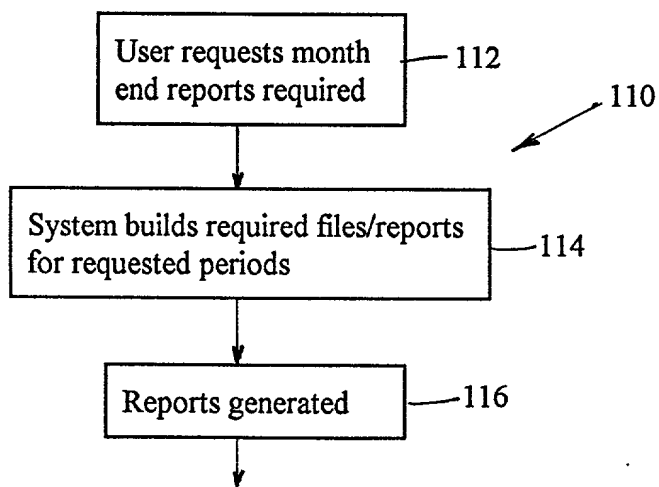 User requests month
end reports required
112
110
System builds required files/reports
for requested periods
114
Reports generated
116